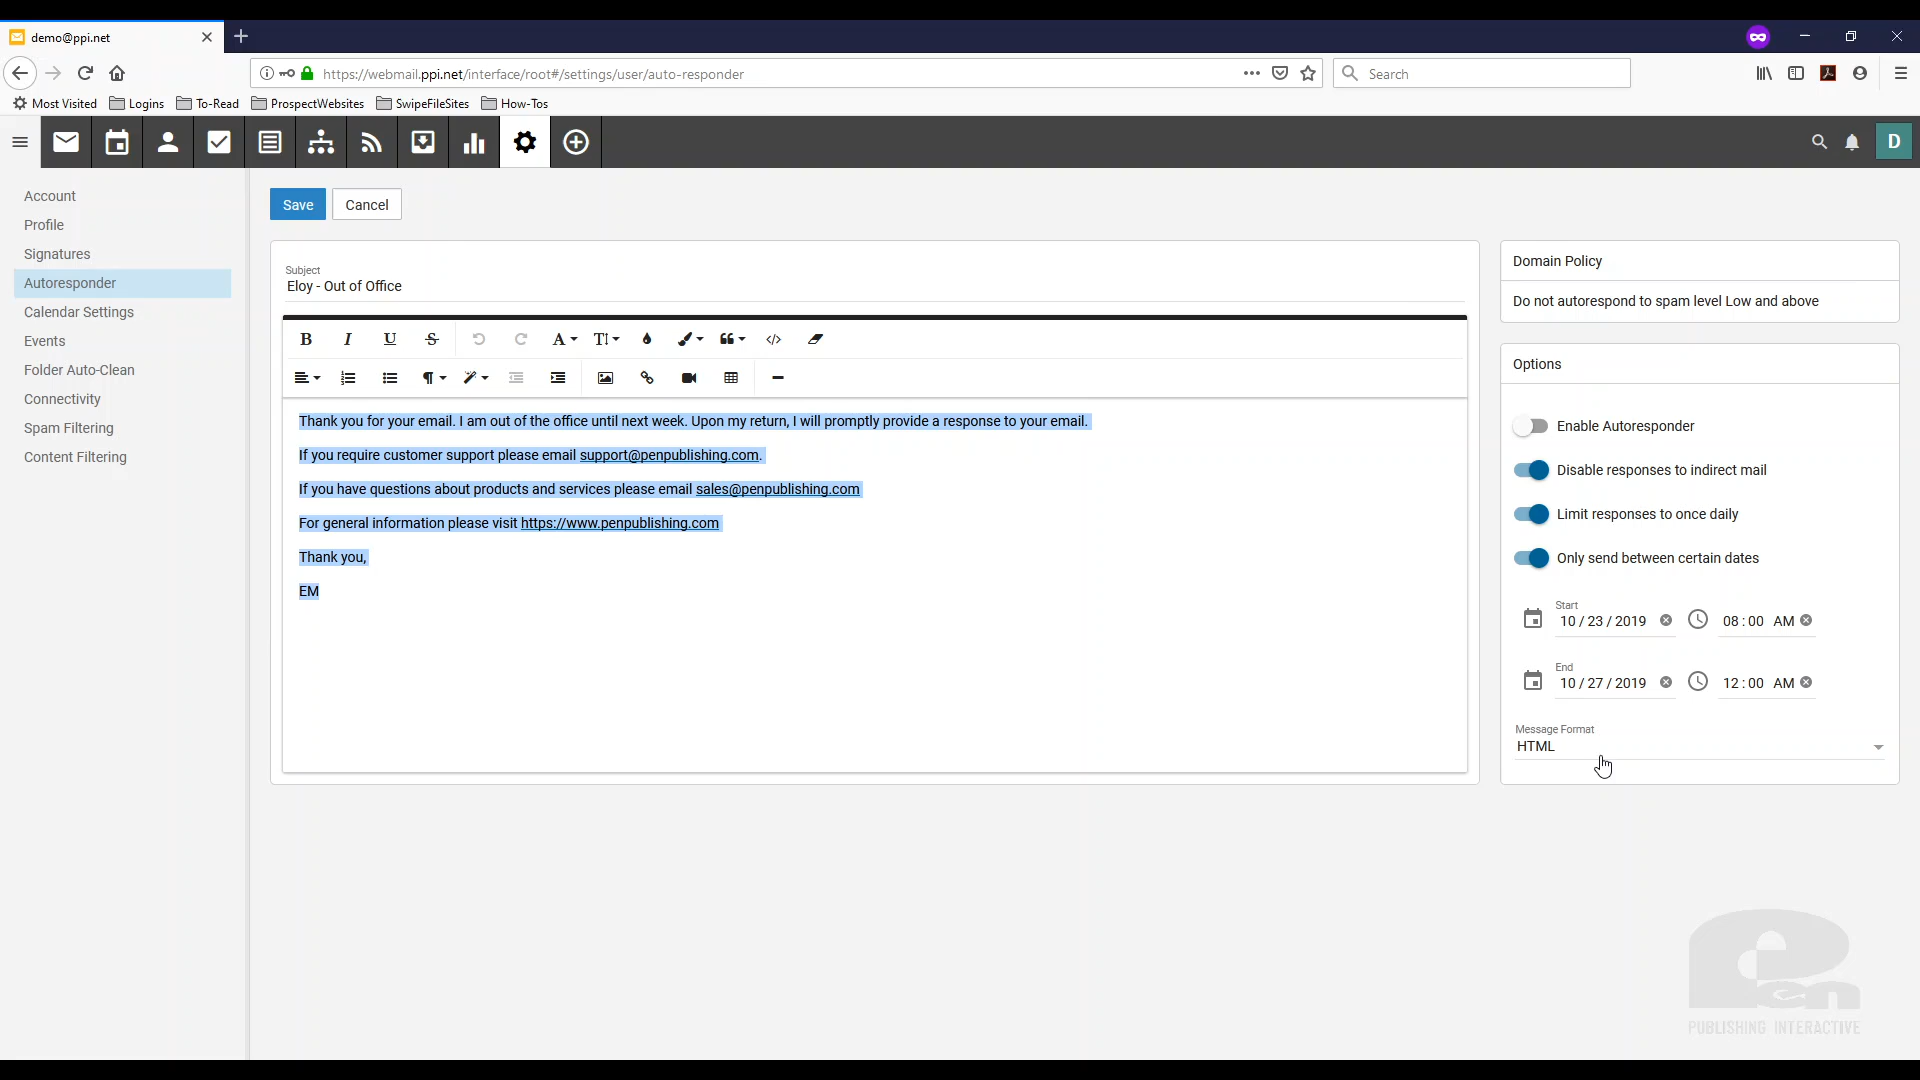 demo@ppi.net
https://webmail.ppi.net/interface/root#/settings/user/auto-responder
Search
Most Visited
Logins
To-Read
ProspectWebsites
SwipeFileSites
How-Tos
D
Account
Profile
Signatures
Autoresponder
Calendar Settings
Events
Folder Auto-Clean
Connectivity
Spam Filtering
Content Filtering
Save
Cancel
Subject
Eloy - Out of Office
Thank you for your email. I am out of the office until next week. Upon my return, I will promptly provide a response to your email.
If you require customer support please email support@penpublishing.com.
If you have questions about products and services please email sales@penpublishing.com
For general information please visit https://www.penpublishing.com
Thank you,
EM
Domain Policy
Do not autorespond to spam level Low and above
Options
Enable Autoresponder
Disable responses to indirect mail
Limit responses to once daily
Only send between certain dates
Start
10 / 23 / 2019 08 : 00 AM
End
10 / 27 / 2019 12 : 00 AM
Message Format
HTML
Pen
PUBLISHING INTERACTIVE